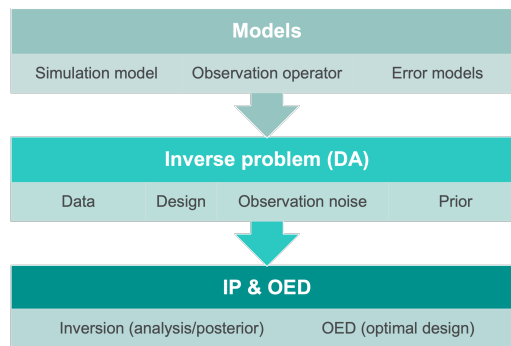 Models
Simulation model Observation operator Error models
Inverse problem (DA)
Data Design Observation noise Prior
IP & OED
Inversion (analysis/posterior) OED (optimal design)